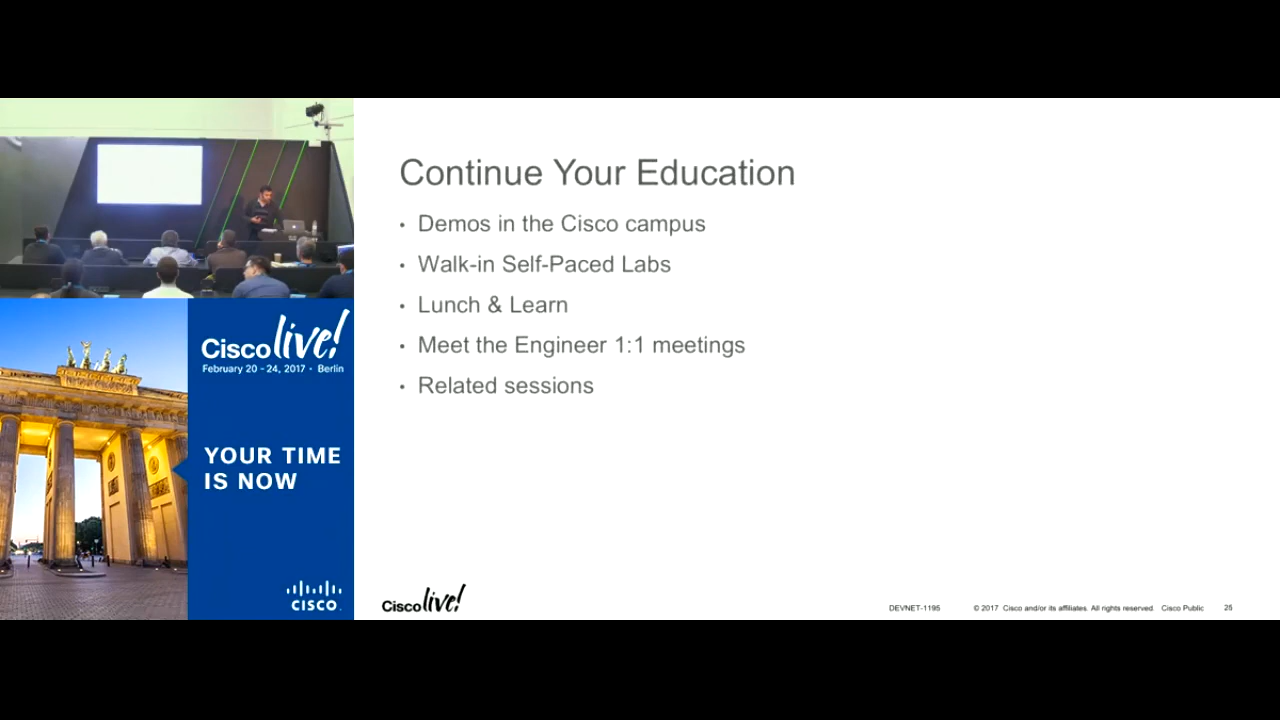 Continue Your Education
• Demos in the Cisco campus
• Walk-in Self-Paced Labs
• Lunch & Learn
• Meet the Engineer 1:1 meetings
• Related sessions
Cisco live!
February 20 - 24, 2017 • Berlin
YOUR TIME
IS NOW
CISCO
Cisco live!
DEVNET-1195 © 2017 Cisco and/or its affiliates. All rights reserved. Cisco Public 25